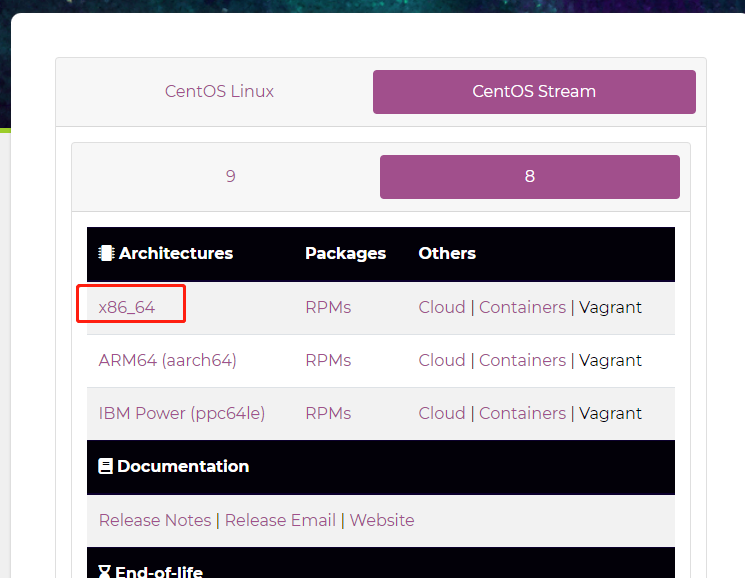 CentOS Linux CentOS Stream
9 8
Architectures Packages Others
x86_64 RPMs Cloud | Containers | Vagrant
ARM64 (aarch64) RPMs Cloud | Containers | Vagrant
IBM Power (ppc64le) RPMs Cloud | Containers | Vagrant
Documentation
Release Notes | Release Email | Website
End-of-life